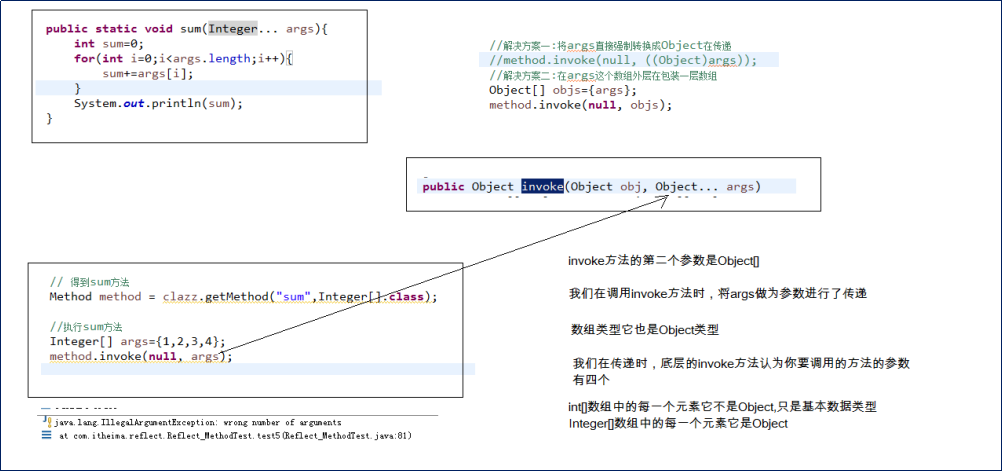 public static void sum(Integer... args){
int sum=0;
for(int i=0;i<args.length;i++){
sum+=args[i];
}
System.out.println(sum);
}
//解决方案一:将args直接强制转换成Object在传递
//method.invoke(null, ((Object)args));
//解决方案二:在args这个数组外层在包装一层数组
Object[] objs={args};
method.invoke(null, objs);
public Object invoke(Object obj, Object... args)
// 得到sum方法
Method method = clazz.getMethod("sum",Integer[].class);
//执行sum方法
Integer[] args={1,2,3,4};
method.invoke(null, args);
java.lang.IllegalArgumentException: wrong number of arguments
at com.itheima.reflect.Reflect_MethodTest.test5(Reflect_MethodTest.java:81)
invoke方法的第二个参数是Object[]
我们在调用invoke方法时，将args做为参数进行了传递
数组类型它也是Object类型
我们在传递时，底层的invoke方法认为你要调用的方法的参数
有四个
int[]数组中的每一个元素它不是Object,只是基本数据类型
Integer[]数组中的每一个元素它是Object